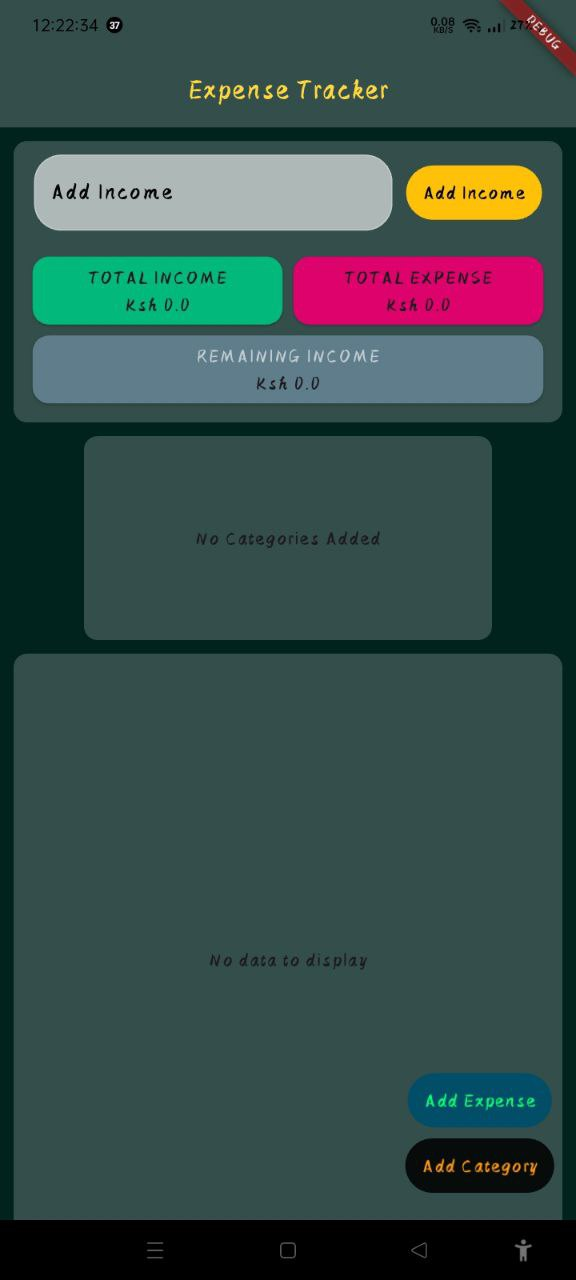 12:22:34 37 0.08 KB/S
DEBUG
Expense Tracker
Add Income Add Income
TOTAL INCOME TOTAL EXPENSE
Ksh 0.0 Ksh 0.0
REMAINING INCOME
Ksh 0.0
No Categories Added
No data to display
Add Expense
Add Category